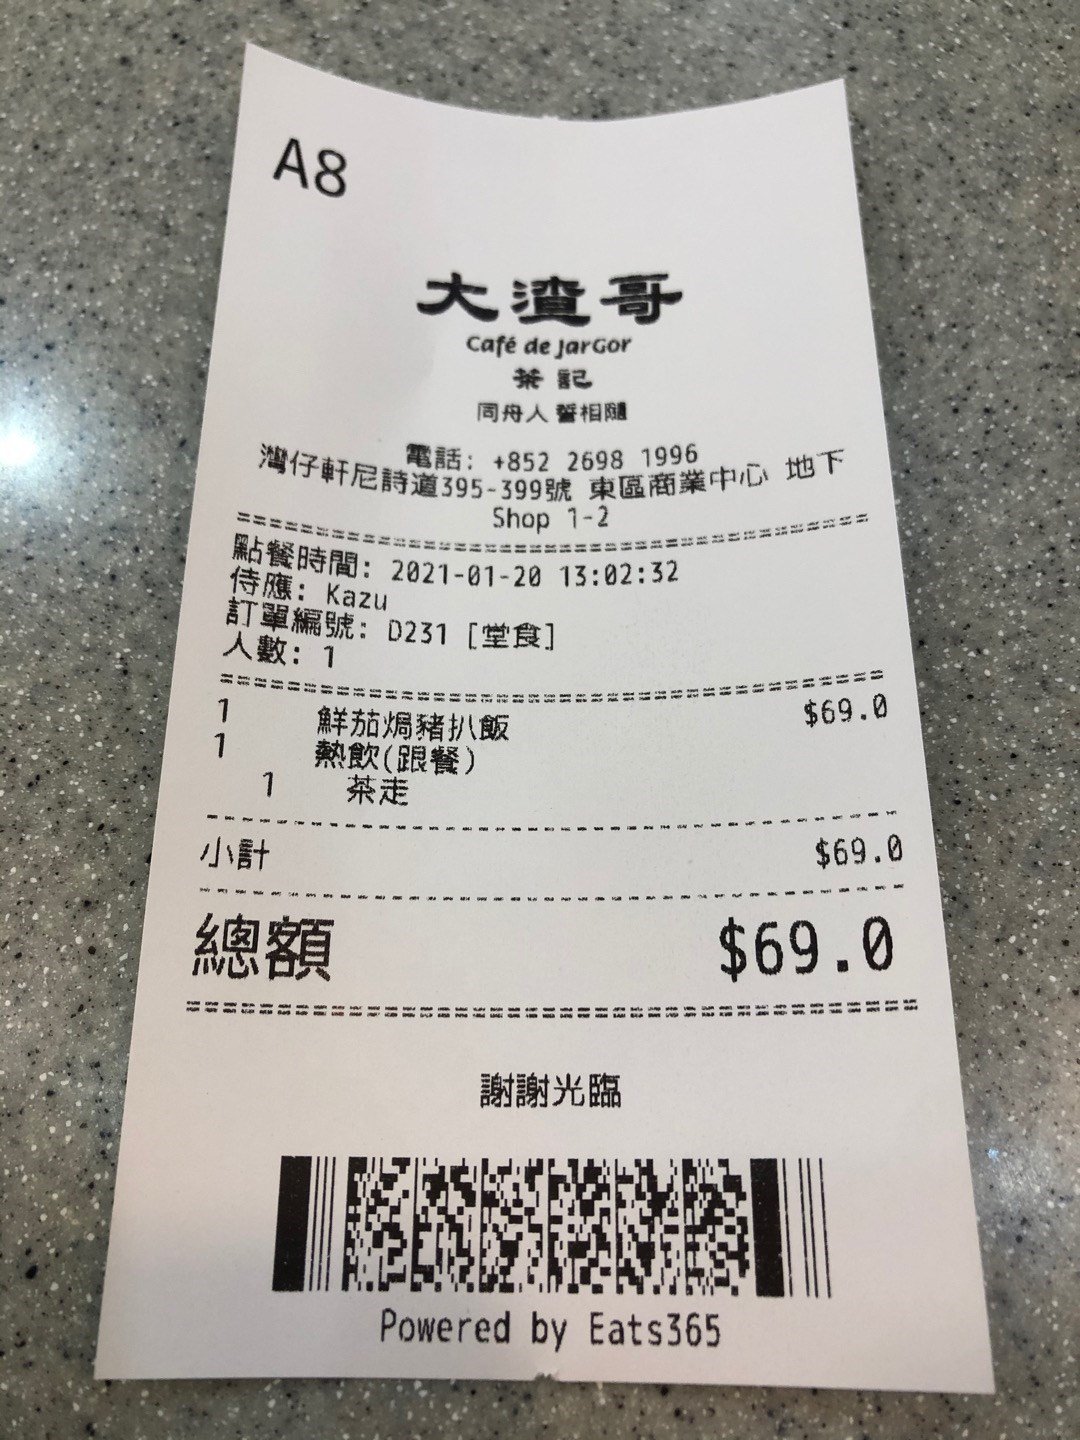 A8
大渣哥
Café de JarGor
茶記
同舟人 誓相隨
電話: +852 2698 1996
灣仔軒尼詩道395-399號 東區商業中心 地下
Shop 1-2
點餐時間: 2021-01-20 13:02:32
侍應: Kazu
訂單編號: D231 [堂食]
人數: 1
1 鮮茄焗豬扒飯 $69.0
1 熱飲(跟餐)
1 茶走
小計 $69.0
總額 $69.0
謝謝光臨
Powered by Eats365